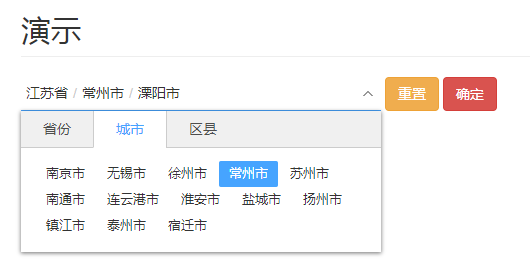 演示
江苏省 / 常州市 / 溧阳市 重置 确定
省份 城市 区县
南京市 无锡市 徐州市 常州市 苏州市
南通市 连云港市 淮安市 盐城市 扬州市
镇江市 泰州市 宿迁市